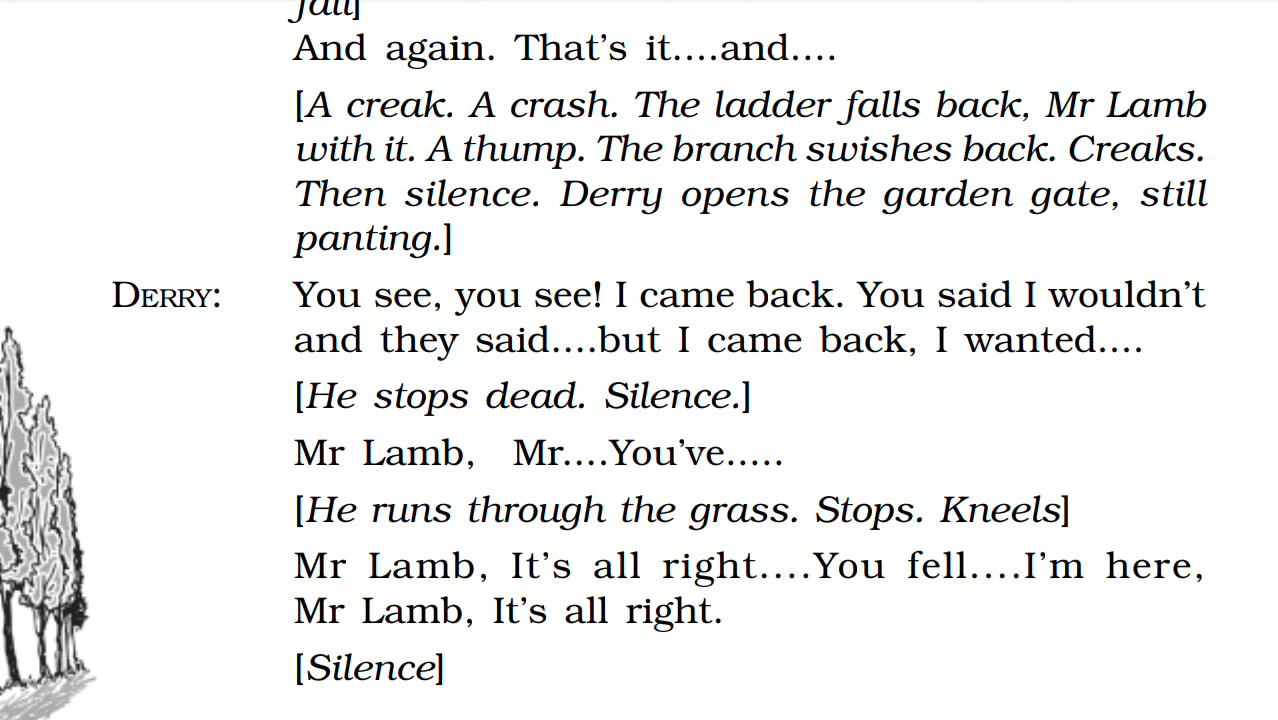 fall]
And again. That's it....and....
[A creak. A crash. The ladder falls back, Mr Lamb
with it. A thump. The branch swishes back. Creaks.
Then silence. Derry opens the garden gate, still
panting.]
DERRY: You see, you see! I came back. You said I wouldn't
and they said....but I came back, I wanted....
[He stops dead. Silence.]
Mr Lamb, Mr....You've.....
[He runs through the grass. Stops. Kneels]
Mr Lamb, It's all right....You fell....I'm here,
Mr Lamb, It's all right.
[Silence]